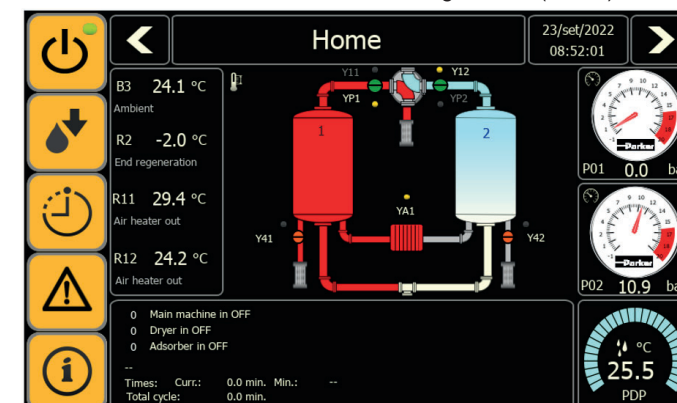 Home
23/set/2022
08:52:01
B3 24.1 °C
Ambient
R2 -2.0 °C
End regeneration
R11 29.4 °C
Air heater out
R12 24.2 °C
Air heater out
Y11
Y12
YP1
YP2
1
2
YA1
Y41
Y42
Parker
P01 0.0 ba
Parker
P02 10.9 ba
°C
25.5
PDP
0 Main machine in OFF
0 Dryer in OFF
0 Adsorber in OFF
--
Times: Curr.: 0.0 min. Min.: --
Total cycle: 0.0 min.
i